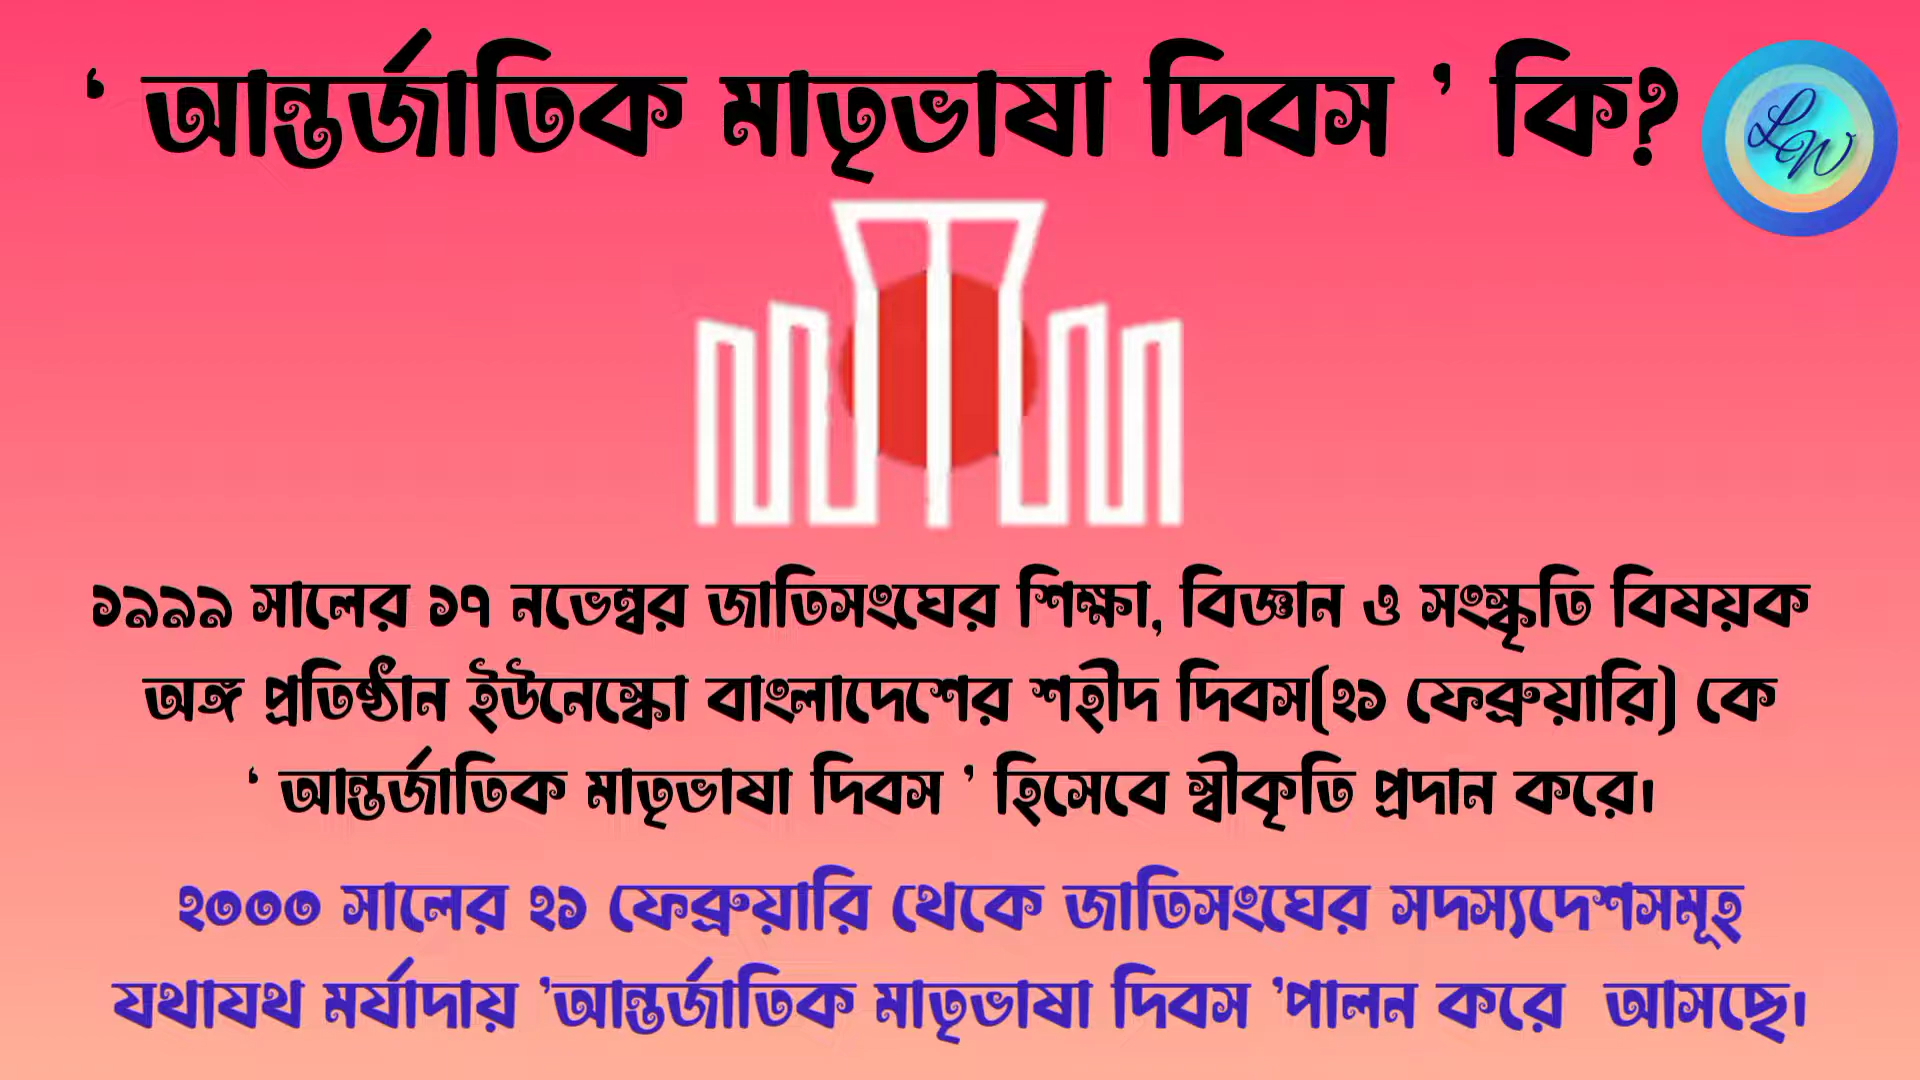 ‘ আন্তর্জাতিক মাতৃভাষা দিবস ’ কি?
LW
১৯৯৯ সালের ১৭ নভেম্বর জাতিসংঘের শিক্ষা, বিজ্ঞান ও সংস্কৃতি বিষয়ক
অঙ্গ প্রতিষ্ঠান ইউনেস্কো বাংলাদেশের শহীদ দিবস(২১ ফেব্রুয়ারি) কে
‘ আন্তর্জাতিক মাতৃভাষা দিবস ’ হিসেবে স্বীকৃতি প্রদান করে।
২০০০ সালের ২১ ফেব্রুয়ারি থেকে জাতিসংঘের সদস্যদেশসমূহ
যথাযথ মর্যাদায় ’আন্তর্জাতিক মাতৃভাষা দিবস ’পালন করে আসছে।